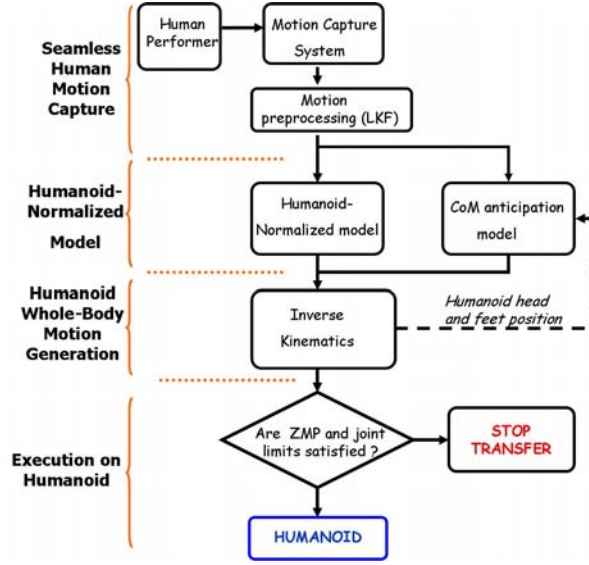 Human
Performer
Motion Capture
System
Seamless
Human
Motion
Capture
Motion
preprocessing (LKF)
Humanoid-
Normalized
Model
Humanoid-
Normalized model
CoM anticipation
model
Humanoid
Whole-Body
Motion
Generation
Inverse
Kinematics
Humanoid head
and feet position
Execution on
Humanoid
Are ZMP and joint
limits satisfied ?
STOP
TRANSFER
HUMANOID